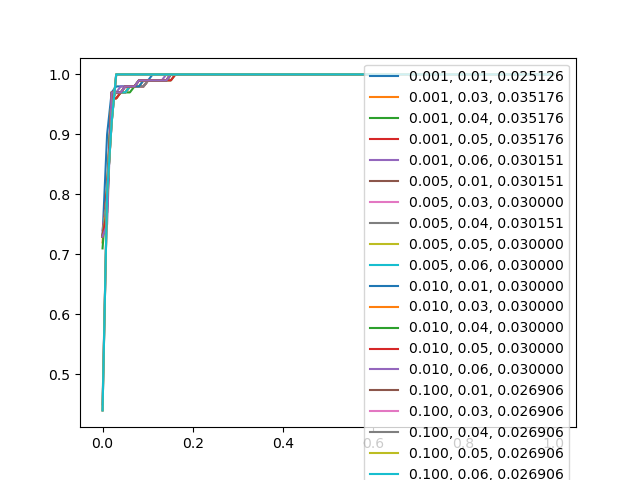 1.0
0.9
0.8
0.7
0.6
0.5
0.0
0.2
0.4
0.6
0.8
1.0
0.001, 0.01, 0.025126
0.001, 0.03, 0.035176
0.001, 0.04, 0.035176
0.001, 0.05, 0.035176
0.001, 0.06, 0.030151
0.005, 0.01, 0.030151
0.005, 0.03, 0.030000
0.005, 0.04, 0.030151
0.005, 0.05, 0.030000
0.005, 0.06, 0.030000
0.010, 0.01, 0.030000
0.010, 0.03, 0.030000
0.010, 0.04, 0.030000
0.010, 0.05, 0.030000
0.010, 0.06, 0.030000
0.100, 0.01, 0.026906
0.100, 0.03, 0.026906
0.100, 0.04, 0.026906
0.100, 0.05, 0.026906
0.100, 0.06, 0.026906